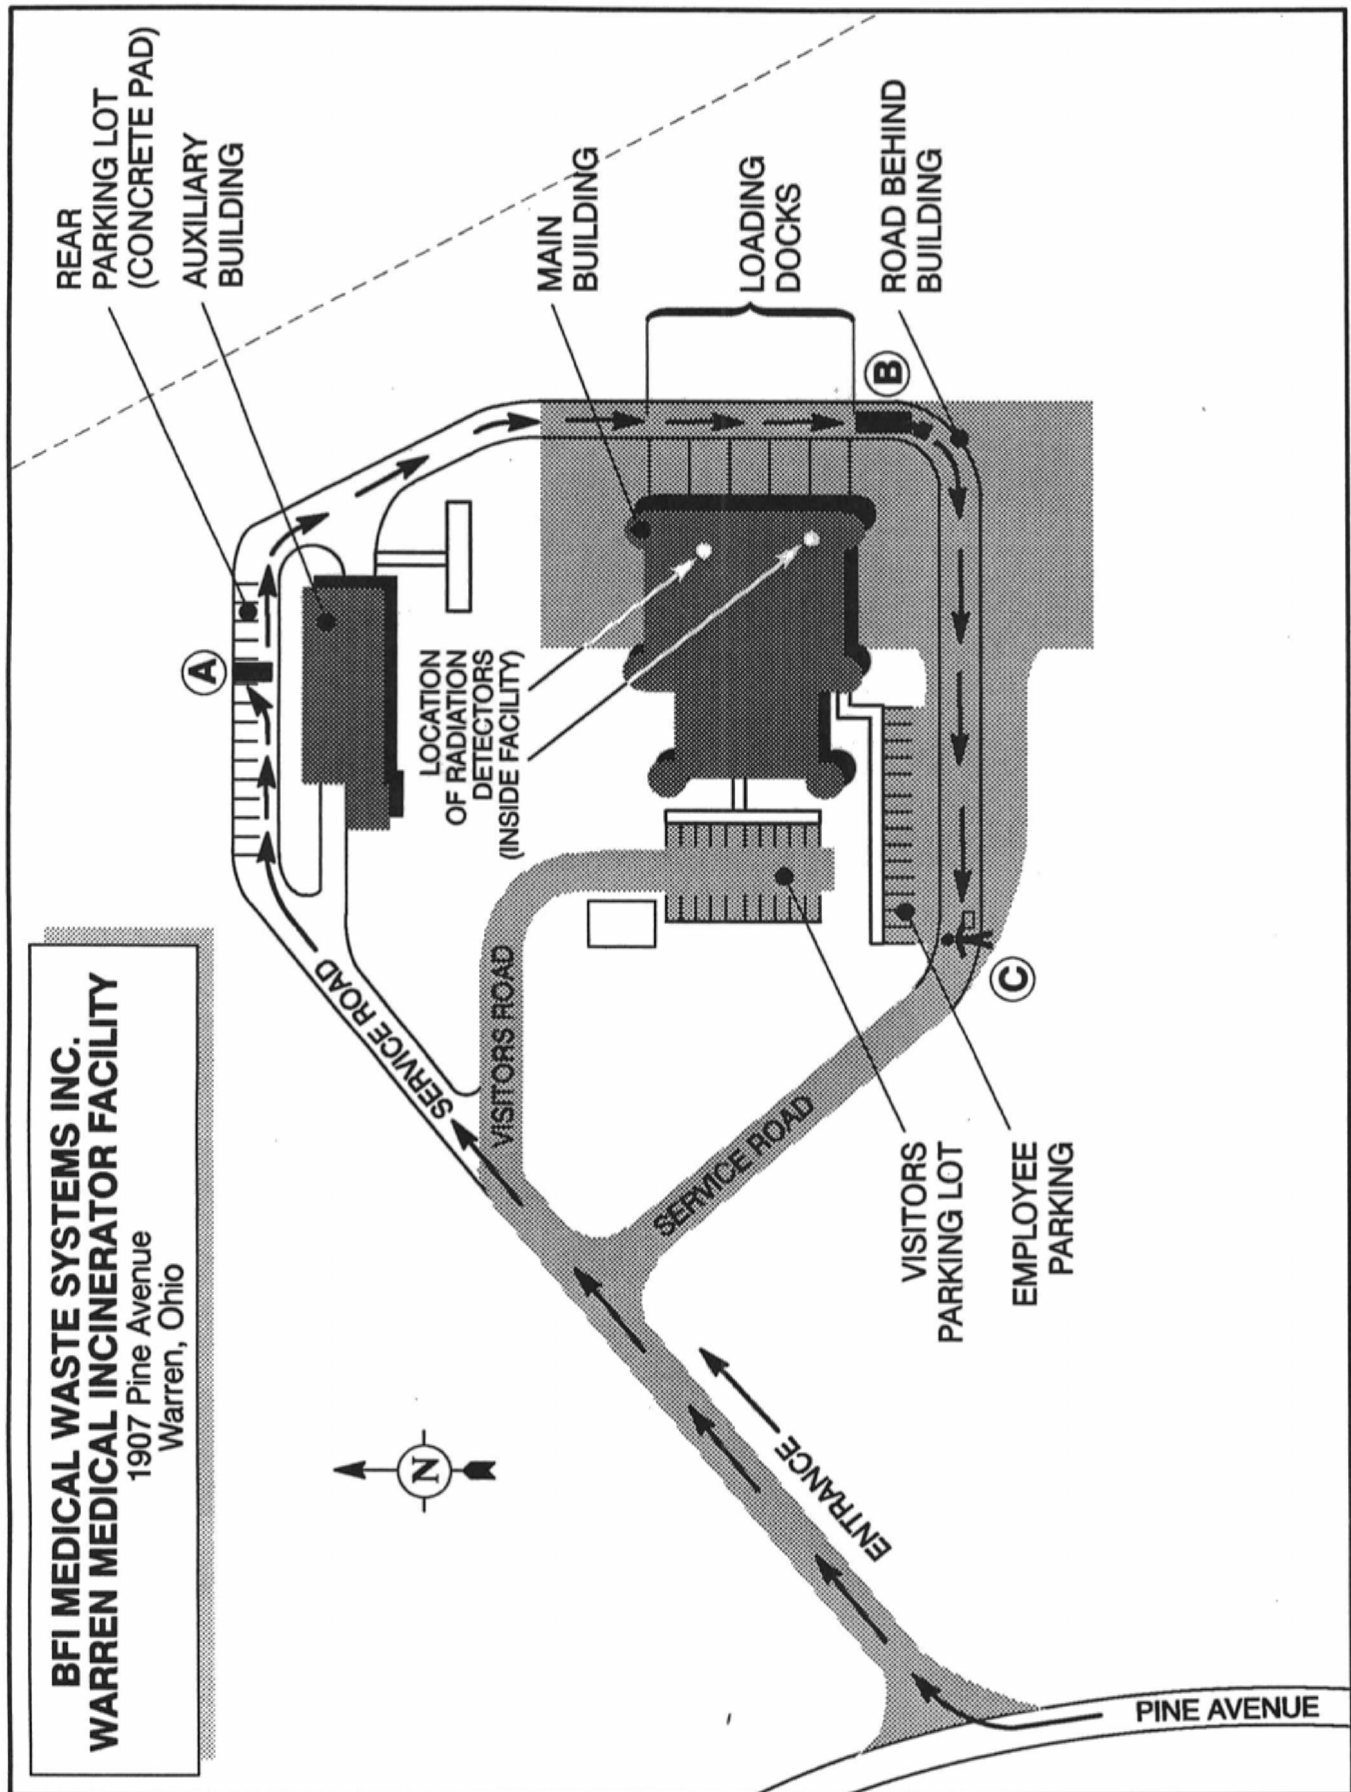 BFI MEDICAL WASTE SYSTEMS INC.
WARREN MEDICAL INCINERATOR FACILITY
1907 Pine Avenue
Warren, Ohio
REAR
PARKING LOT
(CONCRETE PAD)
AUXILIARY
BUILDING
A
SERVICE ROAD
N
LOCATION
OF RADIATION
DETECTORS
(INSIDE FACILITY)
MAIN
BUILDING
VISITORS ROAD
LOADING
DOCKS
SERVICE ROAD
ENTRANCE
B
ROAD BEHIND
BUILDING
C
VISITORS
PARKING LOT
EMPLOYEE
PARKING
PINE AVENUE